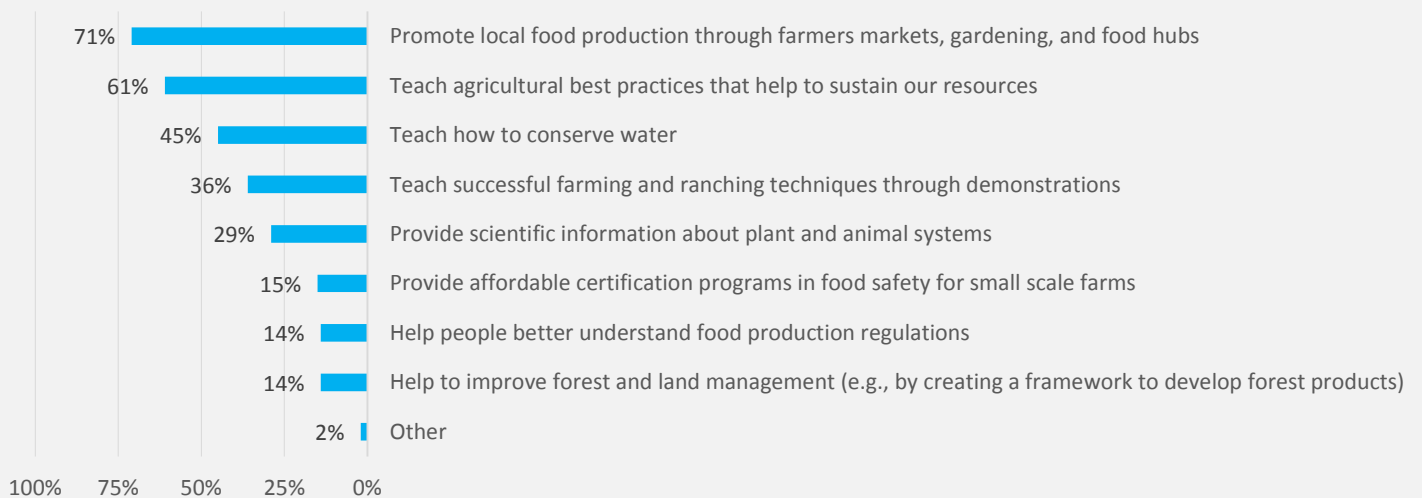 71% Promote local food production through farmers markets, gardening, and food hubs
61% Teach agricultural best practices that help to sustain our resources
45% Teach how to conserve water
36% Teach successful farming and ranching techniques through demonstrations
29% Provide scientific information about plant and animal systems
15% Provide affordable certification programs in food safety for small scale farms
14% Help people better understand food production regulations
14% Help to improve forest and land management (e.g., by creating a framework to develop forest products)
2% Other
100% 75% 50% 25% 0%